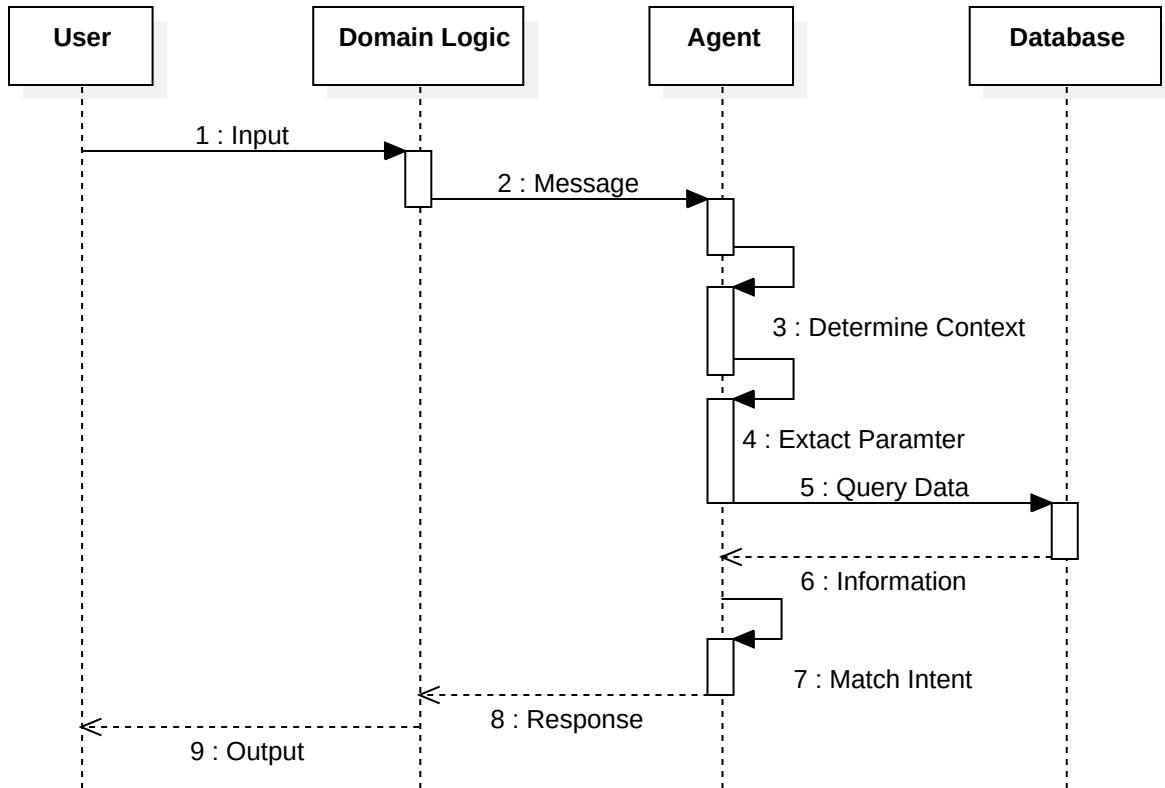 User
Domain Logic
Agent
Database
1 : Input
2 : Message
3 : Determine Context
4 : Extact Paramter
5 : Query Data
6 : Information
7 : Match Intent
8 : Response
9 : Output